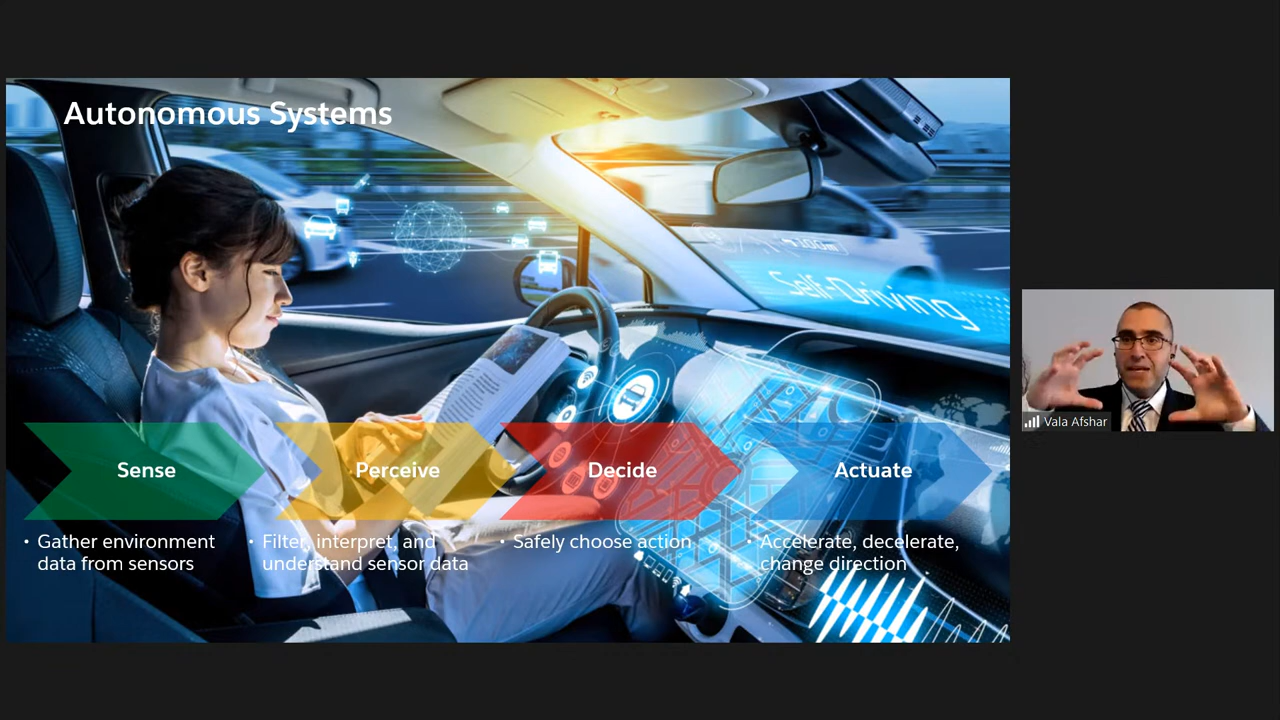 Autonomous Systems
100m
Self-Driving
Sense
Perceive
Decide
Actuate
• Gather environment
data from sensors
• Filter, interpret, and
understand sensor data
• Safely choose action
• Accelerate, decelerate,
change direction
Vala Afshar